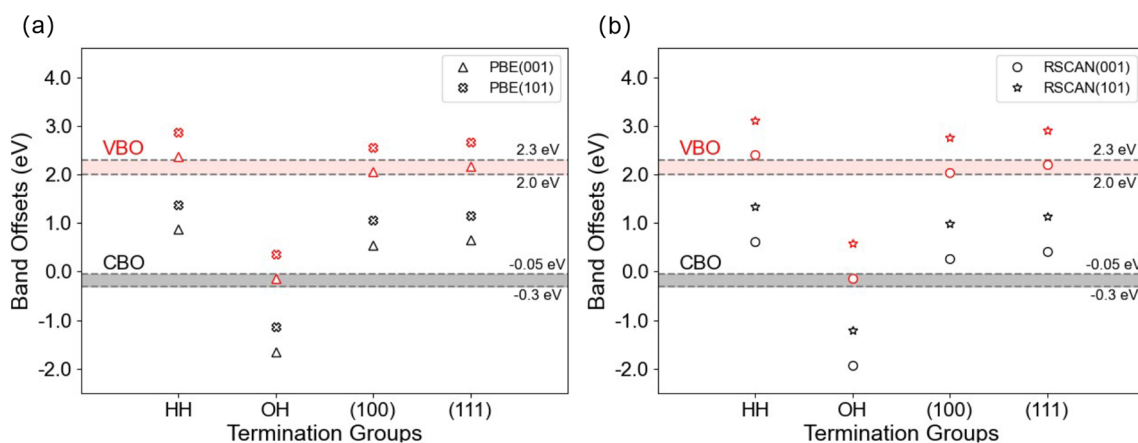 (a)
Band Offsets (eV)
4.0
3.0
2.0
1.0
0.0
-1.0
-2.0
PBE(001)
PBE(101)
VBO
2.3 eV
2.0 eV
CBO
-0.05 eV
-0.3 eV
HH OH (100) (111)
Termination Groups
(b)
Band Offsets (eV)
4.0
3.0
2.0
1.0
0.0
-1.0
-2.0
RSCAN(001)
RSCAN(101)
VBO
2.3 eV
2.0 eV
CBO
-0.05 eV
-0.3 eV
HH OH (100) (111)
Termination Groups